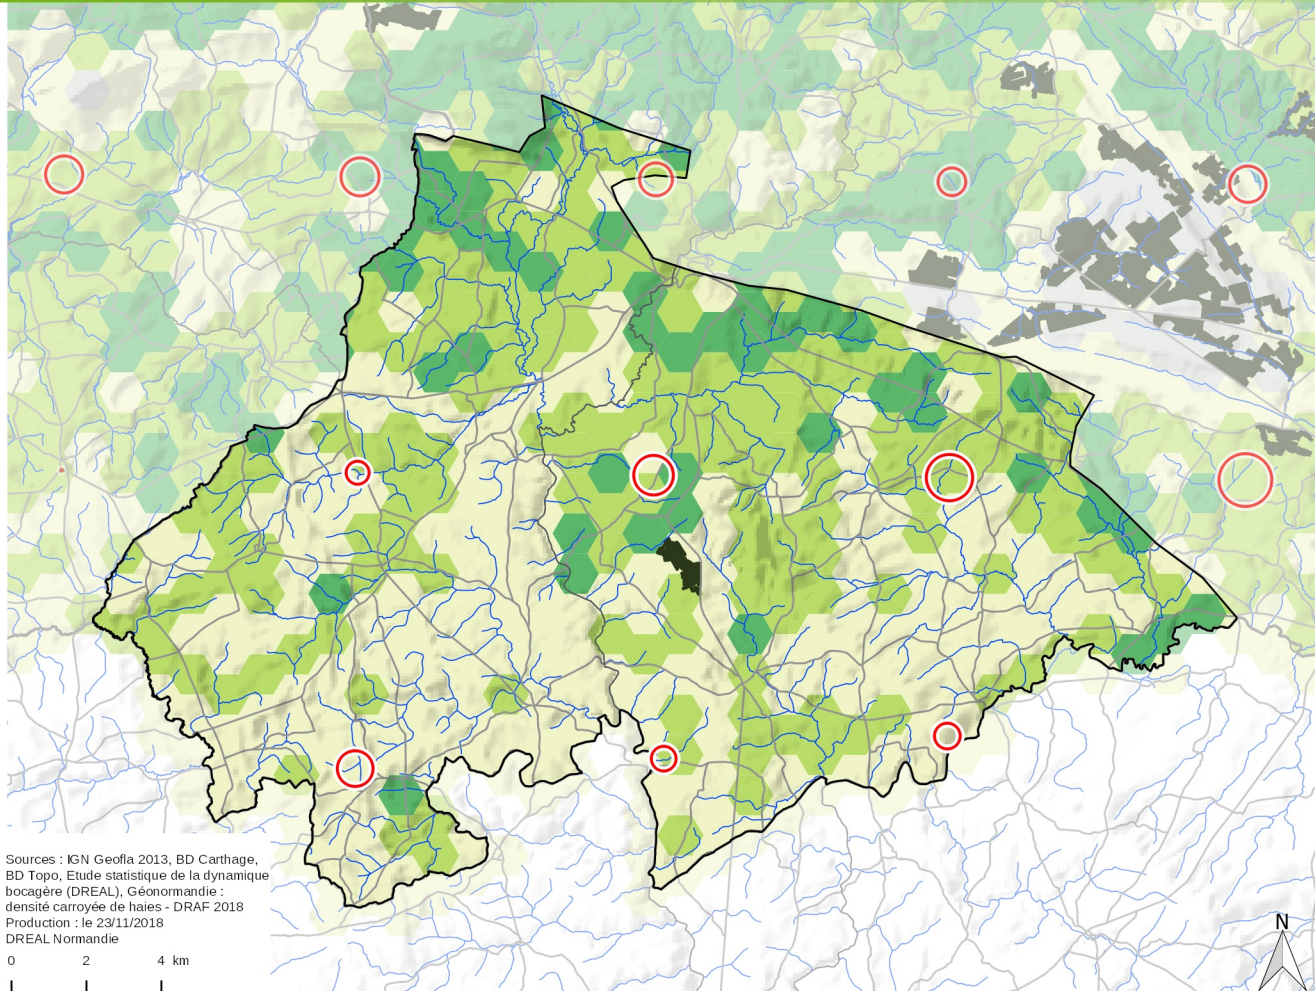 Sources : IGN Geofla 2013, BD Carthage,
BD Topo, Etude statistique de la dynamique
bocagère (DREAL), Géonormandie :
densité carroyée de haies - DRAF 2018
Production : le 23/11/2018
DREAL Normandie
0 2 4 km
N